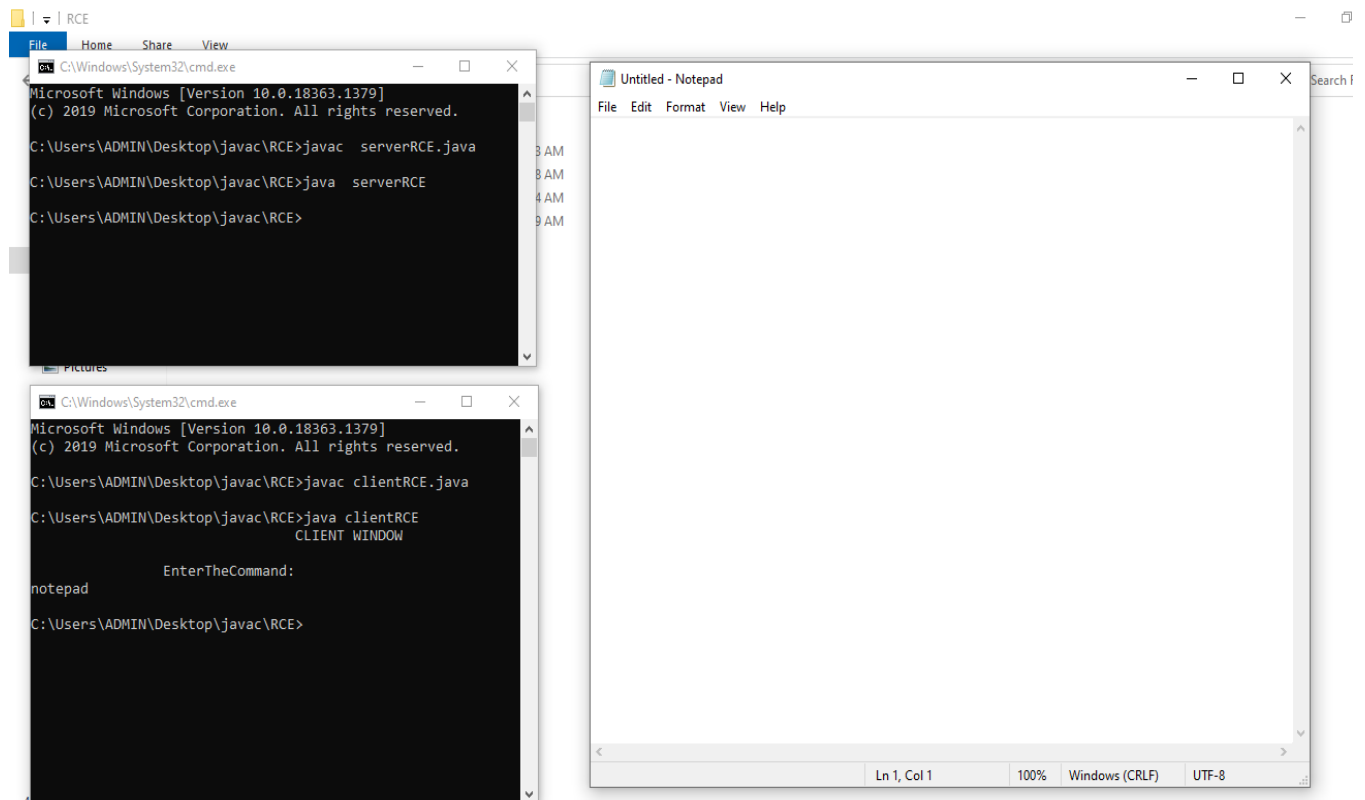 RCE
File Home Share View
C:\Windows\System32\cmd.exe
Microsoft Windows [Version 10.0.18363.1379]
(c) 2019 Microsoft Corporation. All rights reserved.
C:\Users\ADMIN\Desktop\javac\RCE>javac  serverRCE.java
C:\Users\ADMIN\Desktop\javac\RCE>java  serverRCE
C:\Users\ADMIN\Desktop\javac\RCE>
AM
AM
AM
AM
Pictures
C:\Windows\System32\cmd.exe
Microsoft Windows [Version 10.0.18363.1379]
(c) 2019 Microsoft Corporation. All rights reserved.
C:\Users\ADMIN\Desktop\javac\RCE>javac clientRCE.java
C:\Users\ADMIN\Desktop\javac\RCE>java clientRCE
CLIENT WINDOW
EnterTheCommand:
notepad
C:\Users\ADMIN\Desktop\javac\RCE>
Untitled - Notepad
File Edit Format View Help
Ln 1, Col 1 100% Windows (CRLF) UTF-8
Search